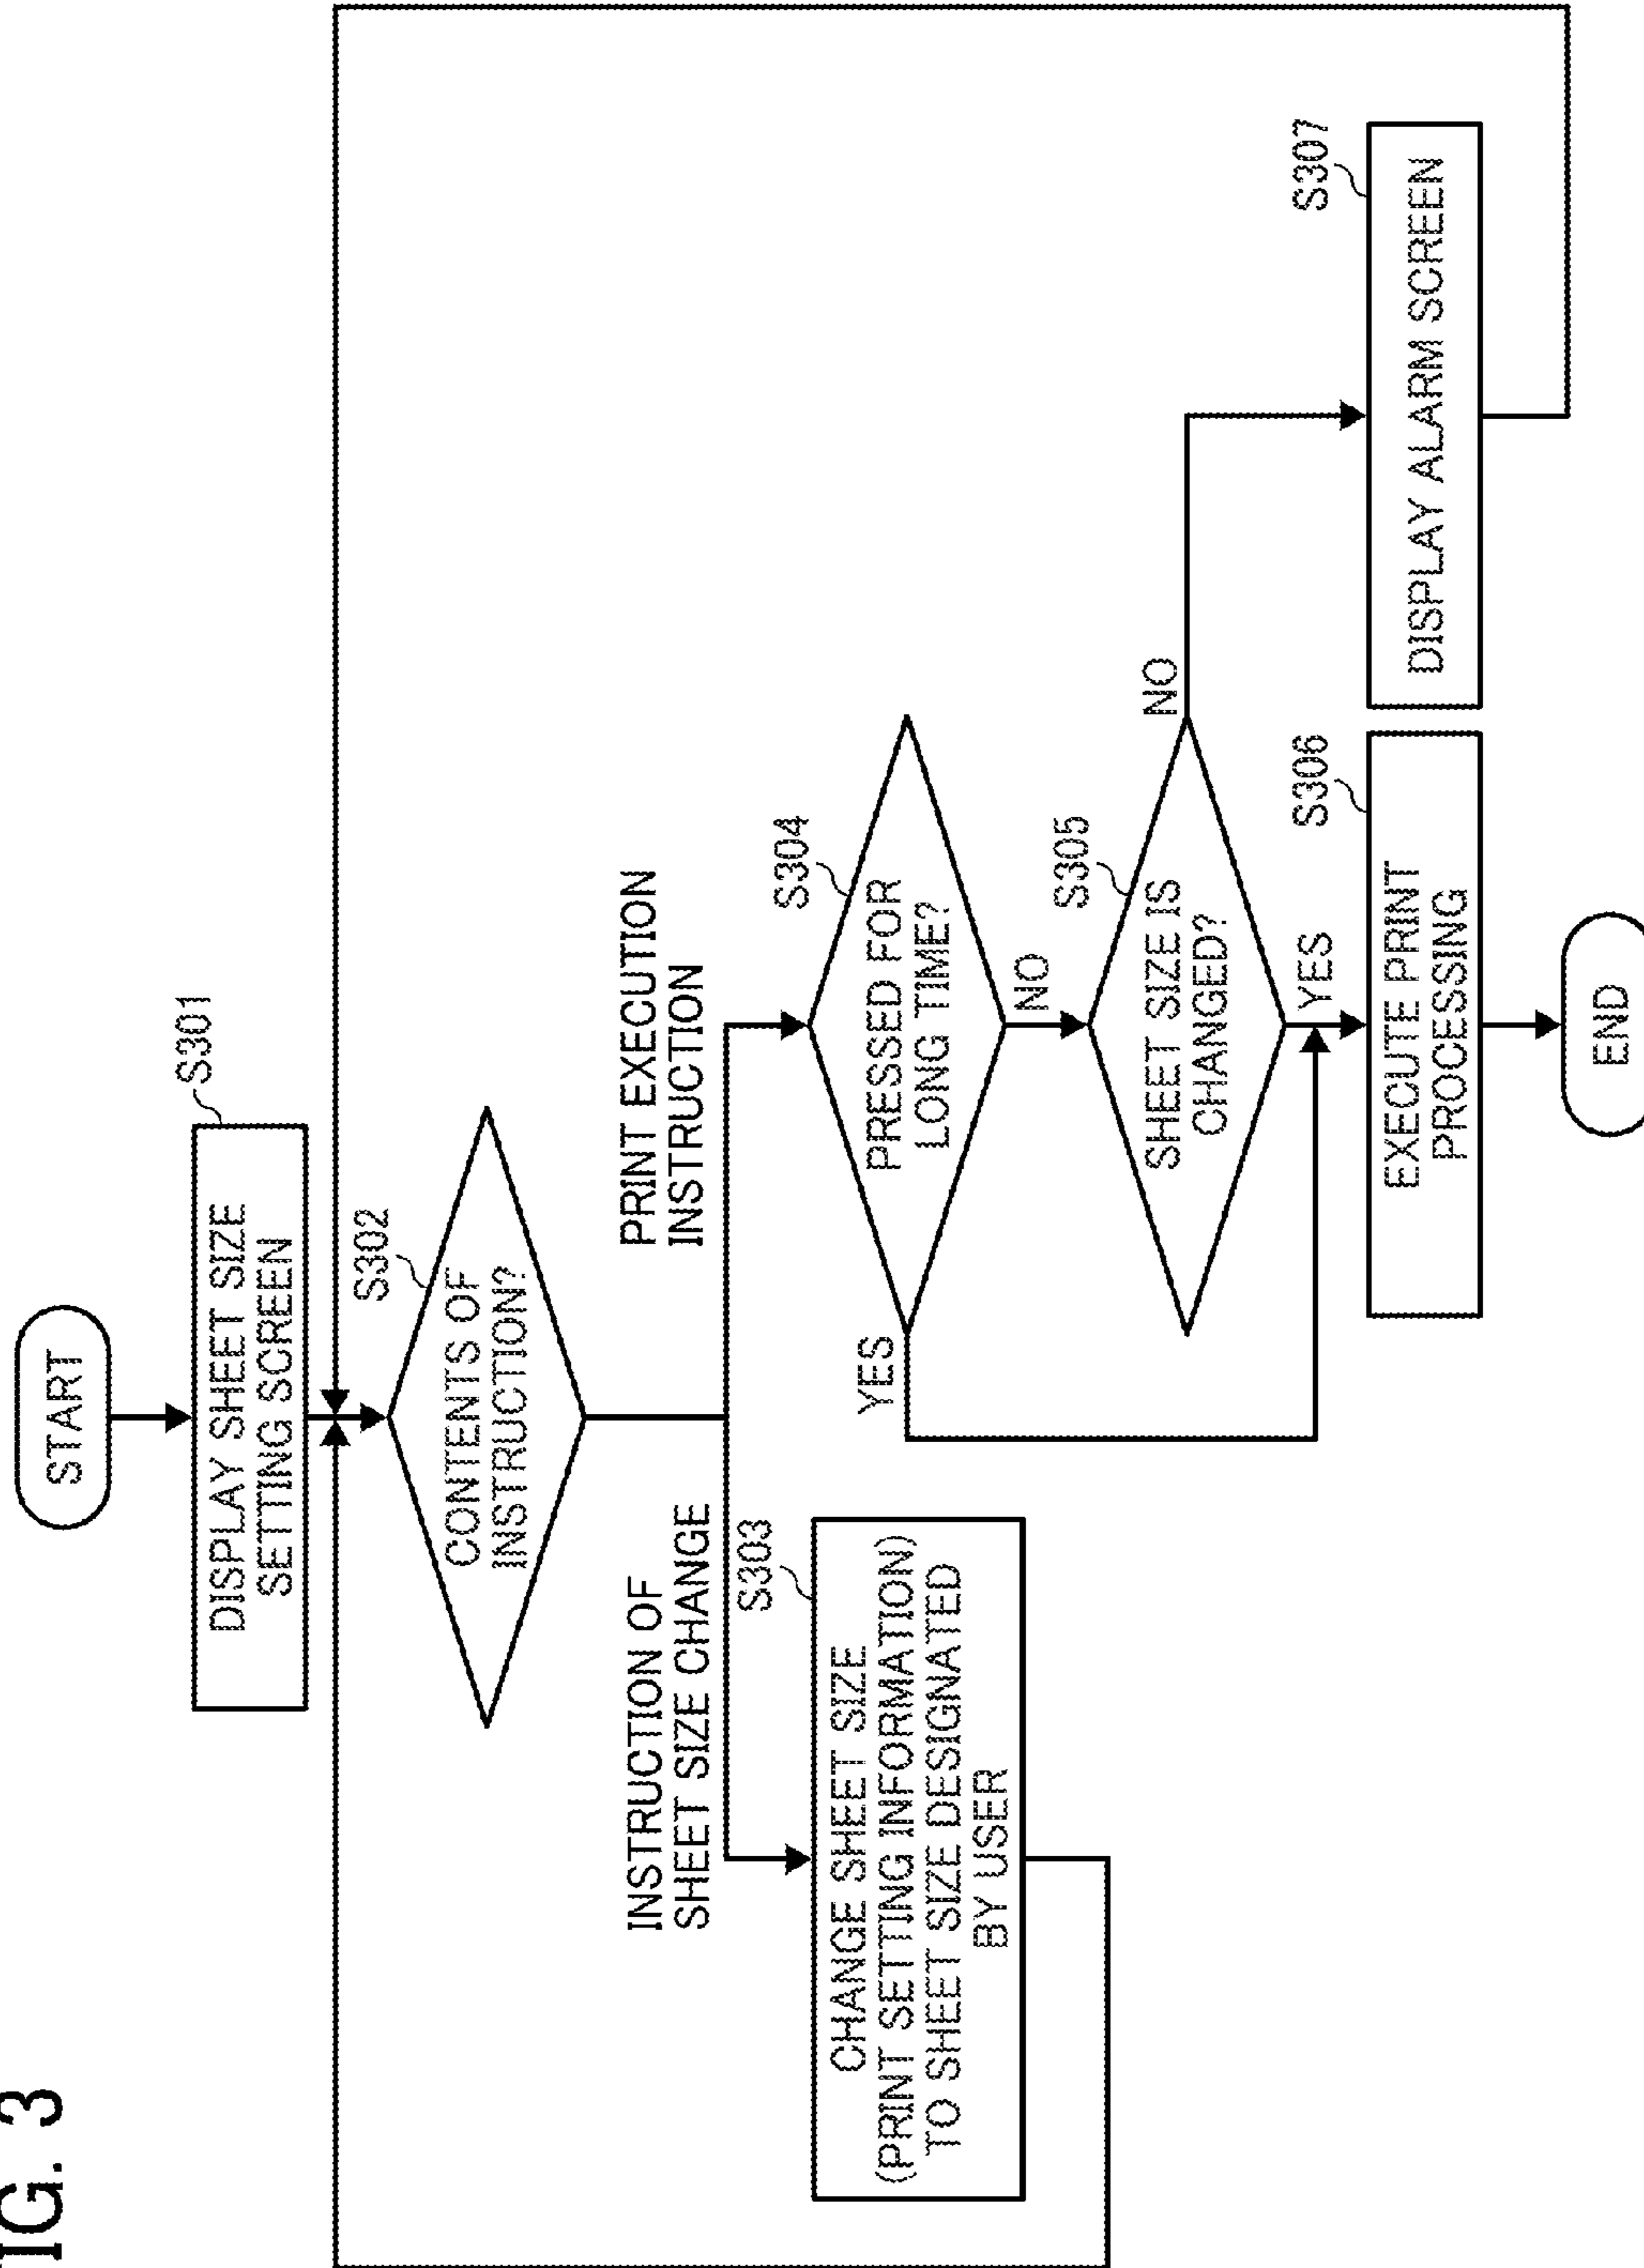 FIG. 3
START
S301
DISPLAY SHEET SIZE
SETTING SCREEN
S302
CONTENTS OF
INSTRUCTION?
INSTRUCTION OF
SHEET SIZE CHANGE
PRINT EXECUTION
INSTRUCTION
S303
CHANGE SHEET SIZE
(PRINT SETTING INFORMATION)
TO SHEET SIZE DESIGNATED
BY USER
S304
PRESSED FOR
LONG TIME?
YES
NO
S305
SHEET SIZE IS
CHANGED?
NO
YES
S306
EXECUTE PRINT
PROCESSING
S307
DISPLAY ALARM SCREEN
END